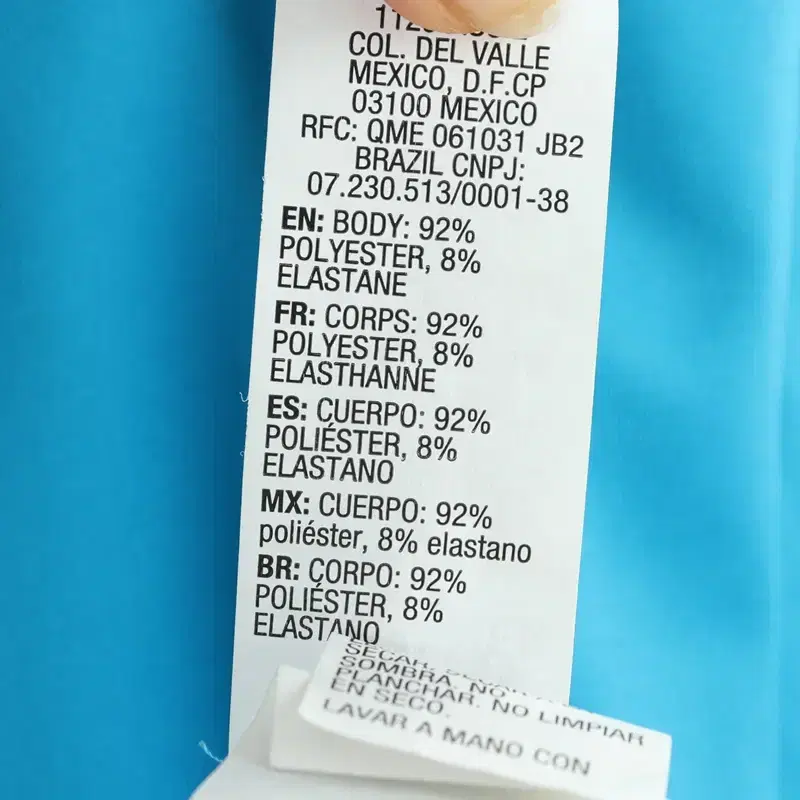 COL. DEL VALLE
MEXICO, D.F.CP
03100 MEXICO
RFC: QME 061031 JB2
BRAZIL CNPJ:
07.230.513/0001-38
EN: BODY: 92%
POLYESTER, 8%
ELASTANE
FR: CORPS: 92%
POLYESTER, 8%
ELASTHANNE
ES: CUERPO: 92%
POLIÉSTER, 8%
ELASTANO
MX: CUERPO: 92%
poliéster, 8% elastano
BR: CORPO: 92%
POLIÉSTER, 8%
ELASTANO
SECAR.
SOMBRA. NO
PLANCHAR. NO LIMPIAR
EN SECO.
LAVAR A MANO CON